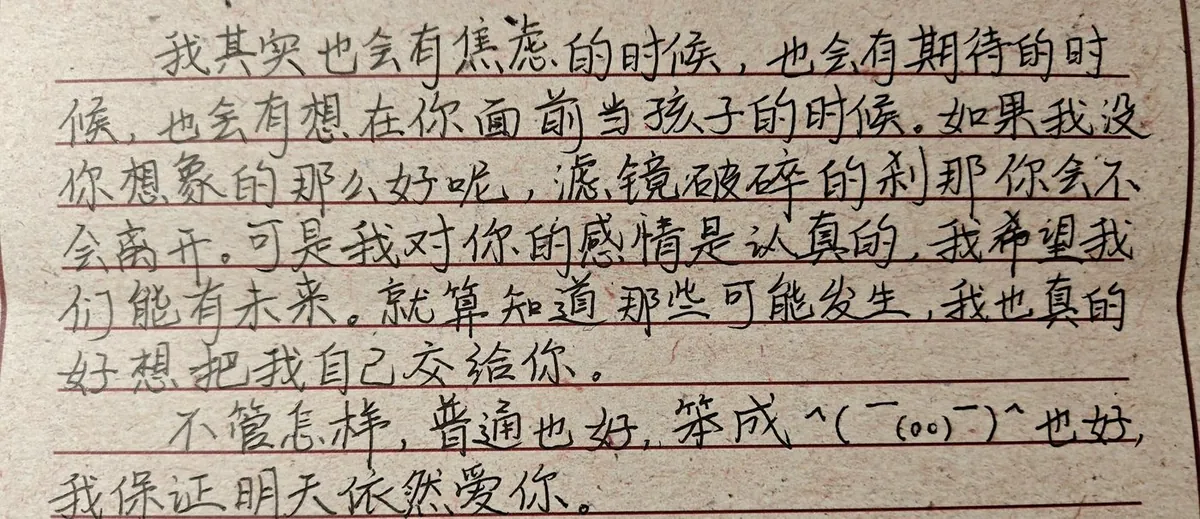 我其实也会有焦虑的时候，也会有期待的时
候，也会有想在你面前当孩子的时候。如果我没
你想象的那么好呢，滤镜破碎的刹那你会不
会离开。可是我对你的感情是认真的，我希望我
们能有未来。就算知道那些可能发生，我也真的
好想把我自己交给你。
不管怎样，普通也好，笨成^(￣(oo)￣)^也好，
我保证明天依然爱你。